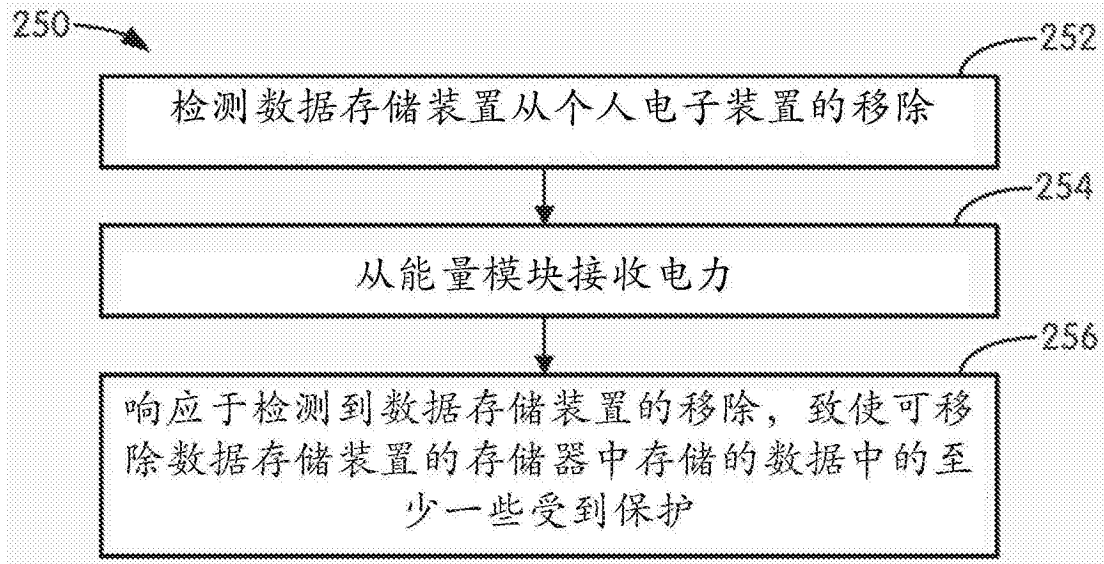 250
252
检测数据存储装置从个人电子装置的移除
254
从能量模块接收电力
256
响应于检测到数据存储装置的移除，致使可移
除数据存储装置的存储器中存储的数据中的至
少一些受到保护